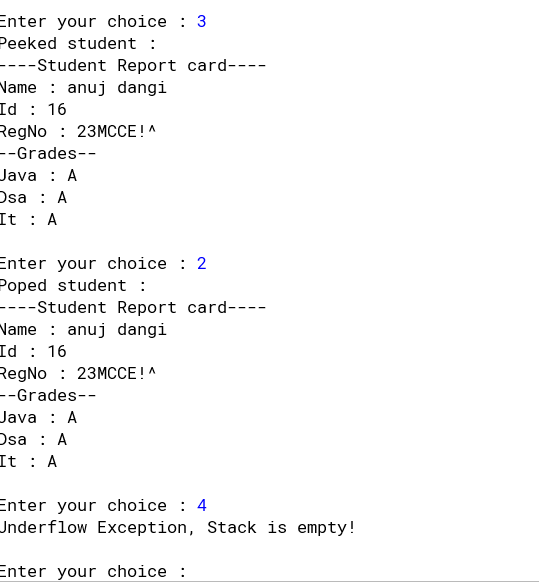 Enter your choice : 3
Peeked student :
----Student Report card----
Name : anuj dangi
Id : 16
RegNo : 23MCCE!^
--Grades--
Java : A
Dsa : A
It : A
Enter your choice : 2
Poped student :
----Student Report card----
Name : anuj dangi
Id : 16
RegNo : 23MCCE!^
--Grades--
Java : A
Dsa : A
It : A
Enter your choice : 4
Underflow Exception, Stack is empty!
Enter your choice :